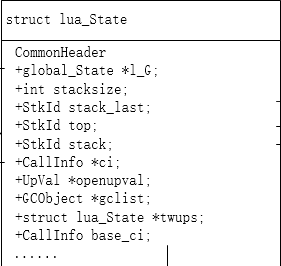 struct lua_State
CommonHeader
+global_State *l_G;
+int stacksize;
+StkId stack_last;
+StkId top;
+StkId stack;
+CallInfo *ci;
+UpVal *openupval;
+GCObject *gclist;
+struct lua_State *twups;
+CallInfo base_ci;
......